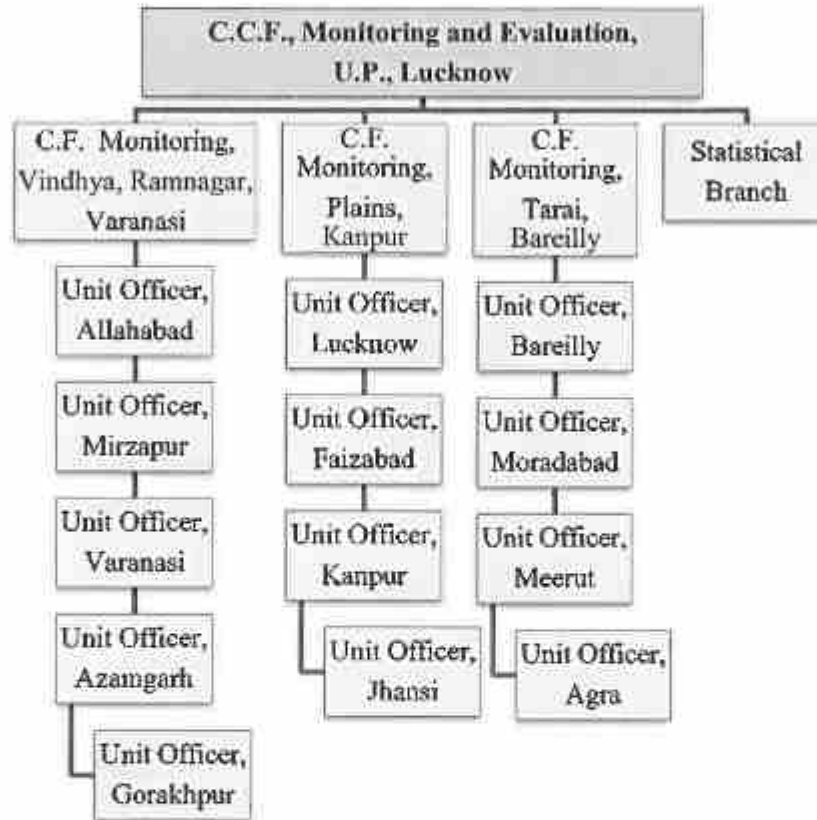 C.C.F., Monitoring and Evaluation,
U.P., Lucknow
C.F. Monitoring,
Vindhya, Ramnagar,
Varanasi
Unit Officer,
Allahabad
Unit Officer,
Mirzapur
Unit Officer,
Varanasi
Unit Officer,
Azamgarh
Unit Officer,
Gorakhpur
C.F.
Monitoring,
Plains,
Kanpur
Unit Officer,
Lucknow
Unit Officer,
Faizabad
Unit Officer,
Kanpur
Unit Officer,
Jhansi
C.F.
Monitoring,
Tarai,
Bareilly
Unit Officer,
Bareilly
Unit Officer,
Moradabad
Unit Officer,
Meerut
Unit Officer,
Agra
Statistical
Branch